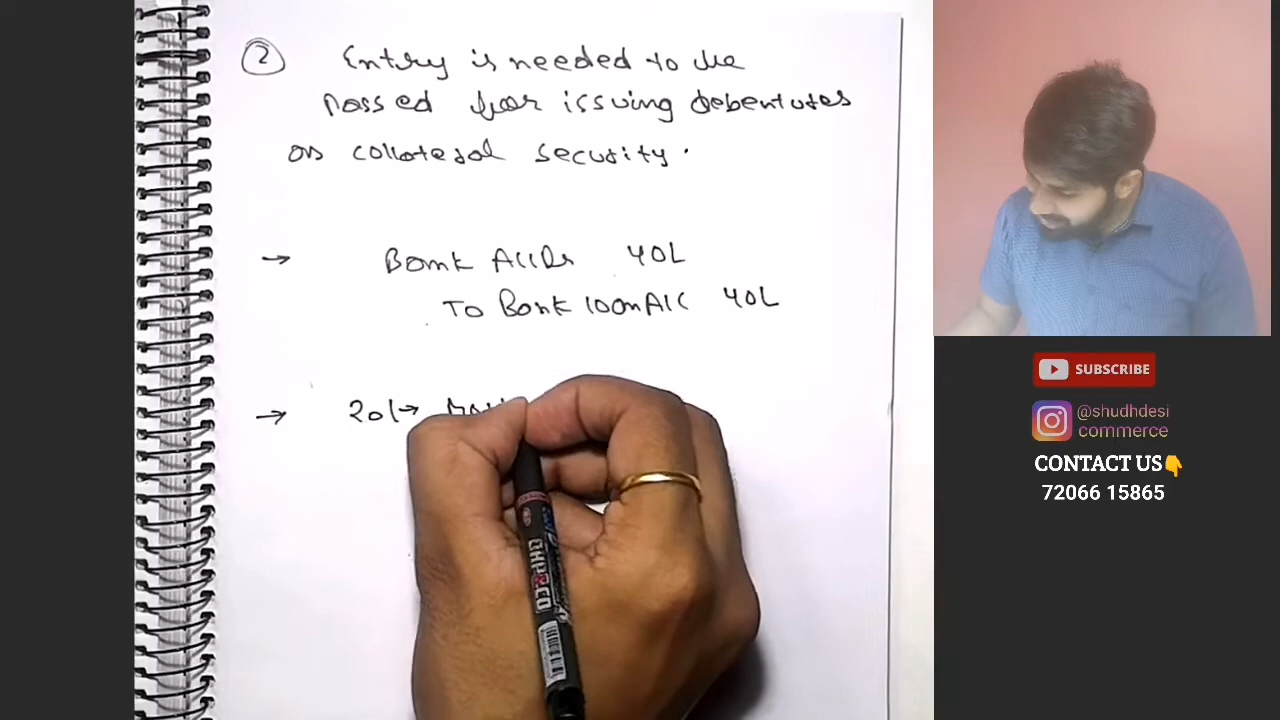 2 Entry is needed to be
passed for issuing debentures
as collateral security.
→ Bank A/c Dr 40L
To Bank loan A/c 40L
→ 20L→
SUBSCRIBE
@shudhdesi
commerce
CONTACT US👇
72066 15865